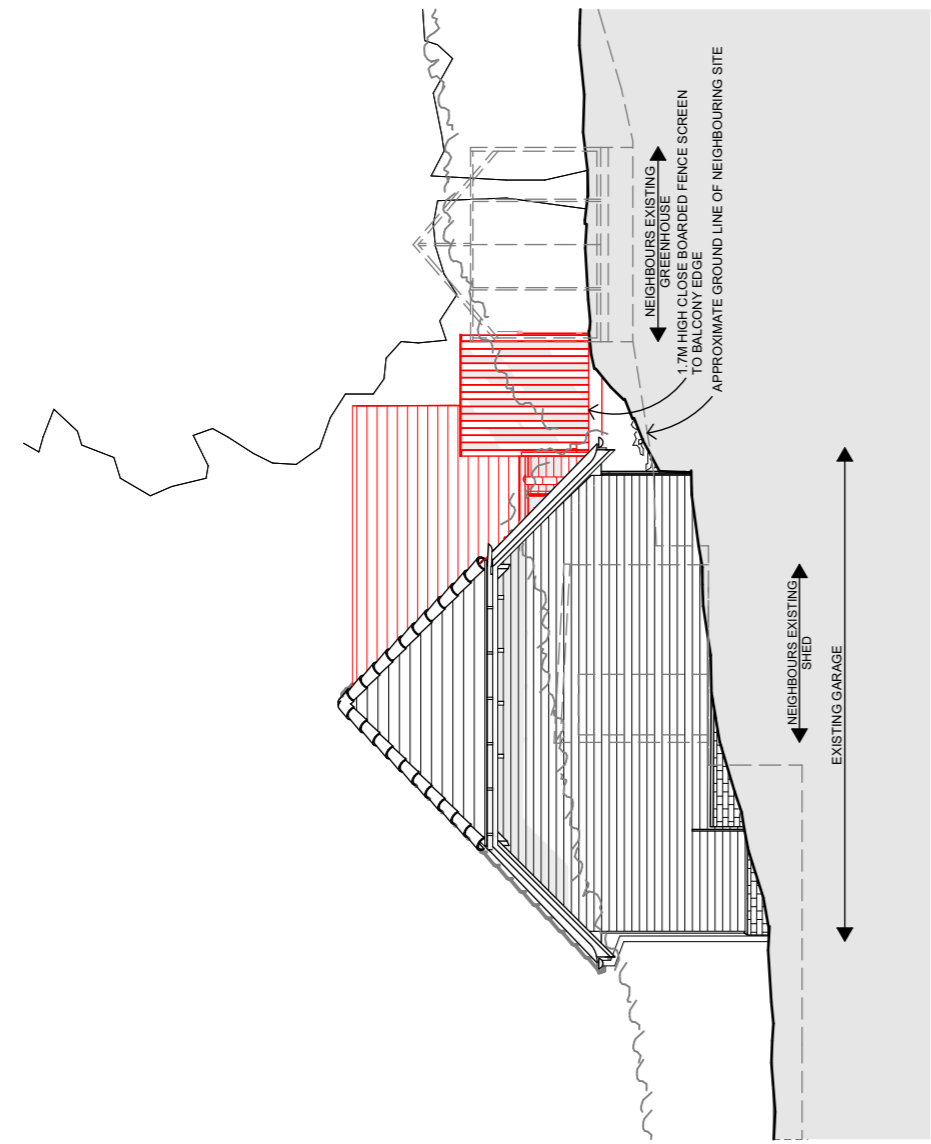 NEIGHBOURS EXISTING
GREENHOUSE
1.7M HIGH CLOSE BOARDED FENCE SCREEN
TO BALCONY EDGE
APPROXIMATE GROUND LINE OF NEIGHBOURING SITE
NEIGHBOURS EXISTING
SHED
EXISTING GARAGE